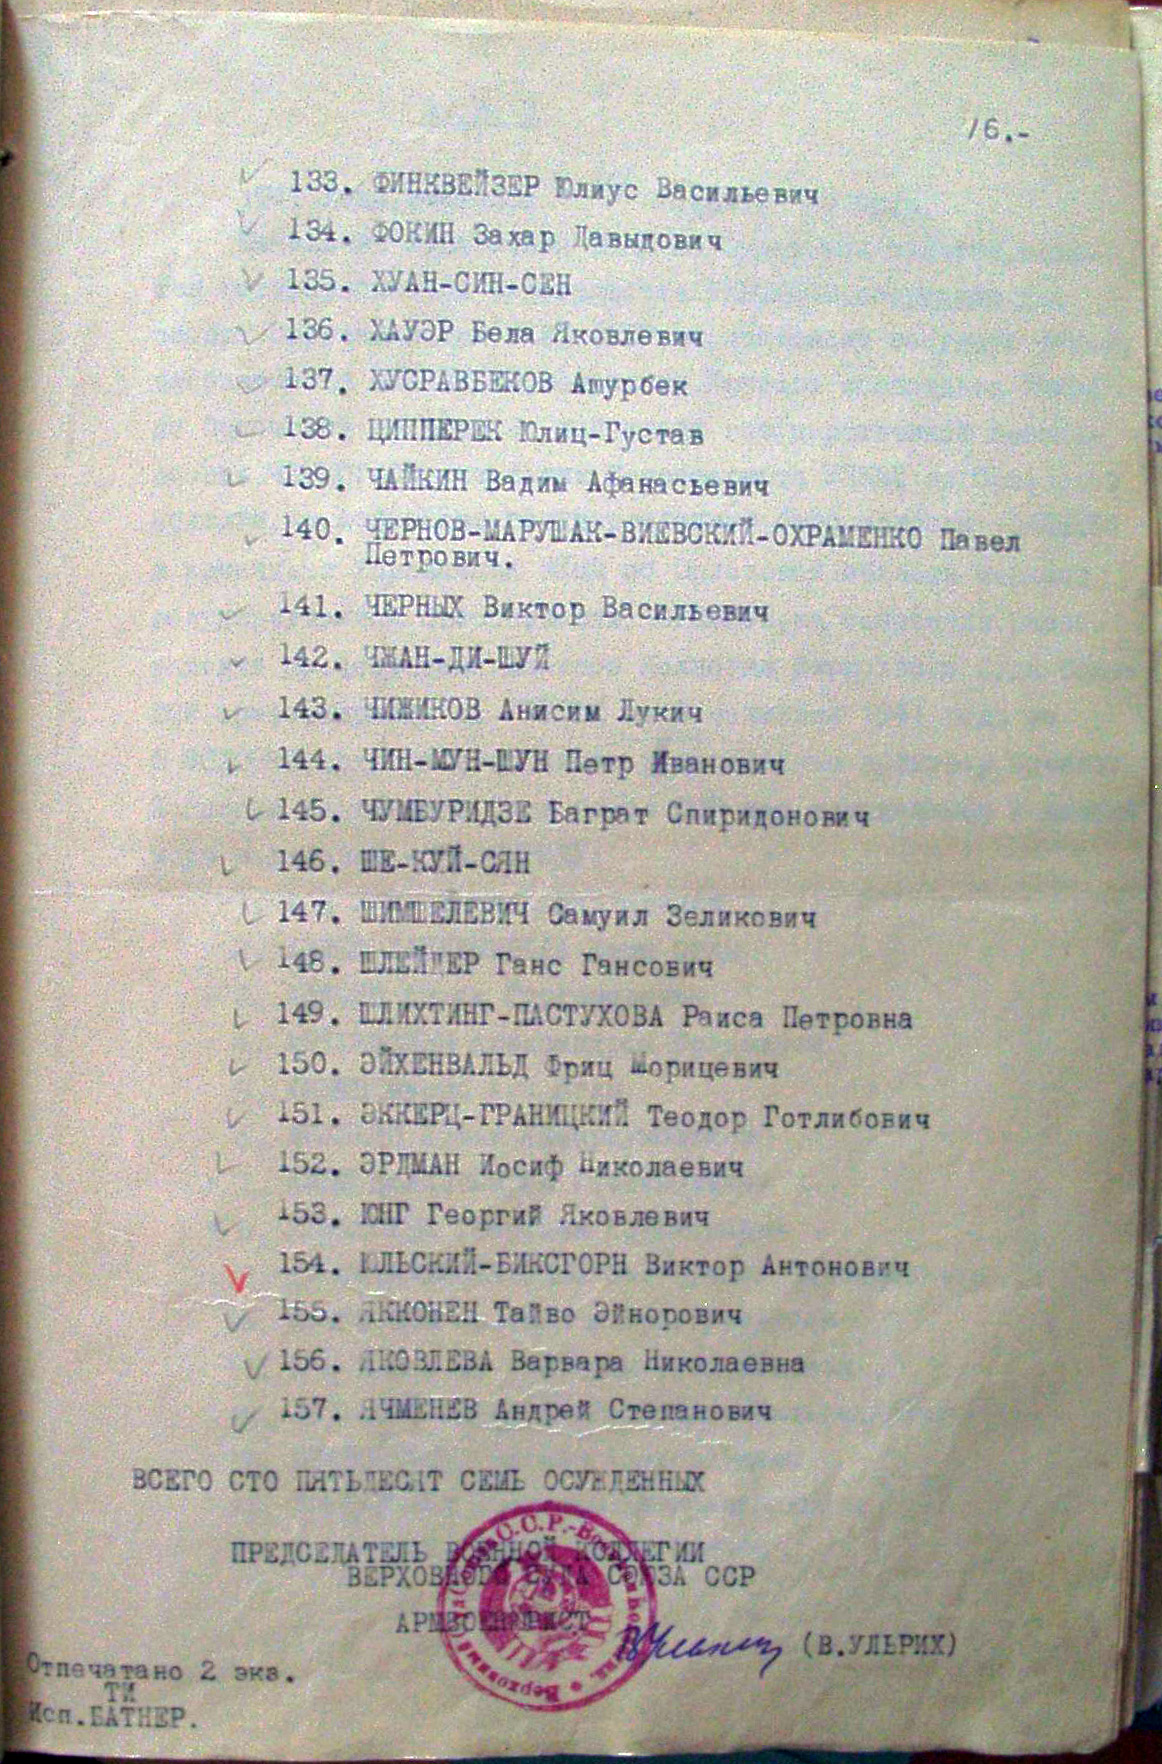 16.-
133. ФИНКВЕЙЗЕР Юлиус Васильевич
134. ФОКИН Захар Давыдович
135. ХУАН-СИН-СЕН
136. ХАУЭР Бела Яковлевич
137. ХУСРАВБЕКОВ Ашурбек
138. ЦИППЕРЕК Юлиц-Густав
139. ЧАЙКИН Вадим Афанасьевич
140. ЧЕРНОВ-МАРУШАК-ВИЕВСКИЙ-ОХРАМЕНКО Павел
Петрович.
141. ЧЕРНЫХ Виктор Васильевич
142. ЧЖАН-ДИ-ШУЙ
143. ЧИЖИКОВ Анисим Лукич
144. ЧИН-МУН-ШУН Петр Иванович
145. ЧУМБУРИДЗЕ Баграт Спиридонович
146. ШЕ-КУЙ-СЯН
147. ШИМШЕЛЕВИЧ Самуил Зеликович
148. Ганс Гансович
149. ШЛИХТИНГ-ПАСТУХОВА Раиса Петровна
150. ЭЙХЕНВАЛЬД Фриц Морицевич
151. ЭККЕРЦ-ГРАНИЦКИЙ Теодор Готлибович
152. ЭРДМАН Иосиф Николаевич
153. ЮНГ Георгий Яковлевич
154. ЮЛЬСКИЙ-БИКСГОРН Виктор Антонович
155. ЯККОНЕН Тайво Эйнорович
156. ЯКОВЛЕВА Варвара Николаевна
157. ЯЧМЕНЕВ Андрей Степанович
ВСЕГО СТО ПЯТЬДЕСЯТ СЕМЬ ОСУЖДЕННЫХ
ПРЕДСЕДАТЕЛЬ ВОЕННОЙ КОЛЛЕГИИ
ВЕРХОВНОГО СУДА СОЮЗА ССР
АРМВОЕНЮРИСТ
(В.УЛЬРИХ)
Отпечатано 2 экз.
ТИ
Исп.БАТНЕР.